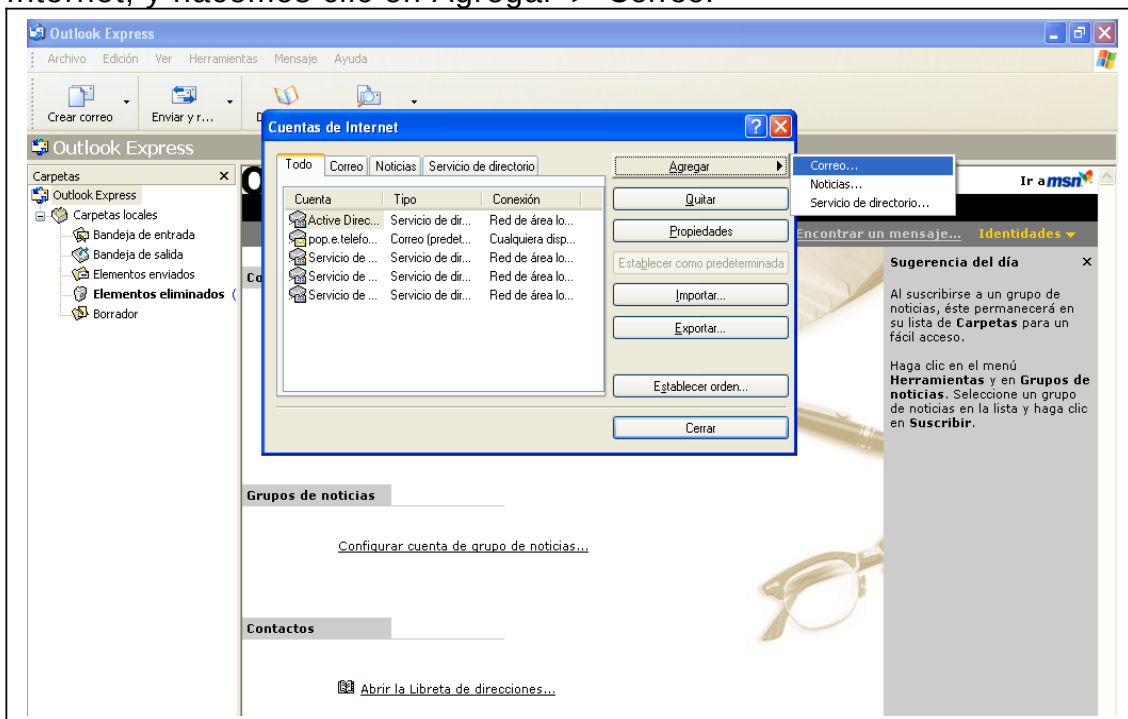 Internet, y hacemos clic en Agregar -> Correo.
Outlook Express
Archivo Edición Ver Herramientas Mensaje Ayuda
Crear correo Enviar y r...
Outlook Express
Cuentas de Internet
Todo Correo Noticias Servicio de directorio
Cuenta Tipo Conexión
Active Direc... Servicio de dir... Red de área lo...
pop.e.telefo... Correo (predet... Cualquiera disp...
Servicio de ... Servicio de dir... Red de área lo...
Servicio de ... Servicio de dir... Red de área lo...
Servicio de ... Servicio de dir... Red de área lo...
Agregar
Quitar
Propiedades
Establecer como predeterminada
Importar...
Exportar...
Establecer orden...
Cerrar
Correo...
Noticias...
Servicio de directorio...
Carpetas
Outlook Express
Carpetas locales
Bandeja de entrada
Bandeja de salida
Elementos enviados
Elementos eliminados (
Borrador
Ir a msn
Encontrar un mensaje... Identidades
Sugerencia del día
Al suscribirse a un grupo de
noticias, éste permanecerá en
su lista de Carpetas para un
fácil acceso.
Haga clic en el menú
Herramientas y en Grupos de
noticias. Seleccione un grupo
de noticias en la lista y haga clic
en Suscribir.
Grupos de noticias
Configurar cuenta de grupo de noticias...
Contactos
Abrir la Libreta de direcciones...